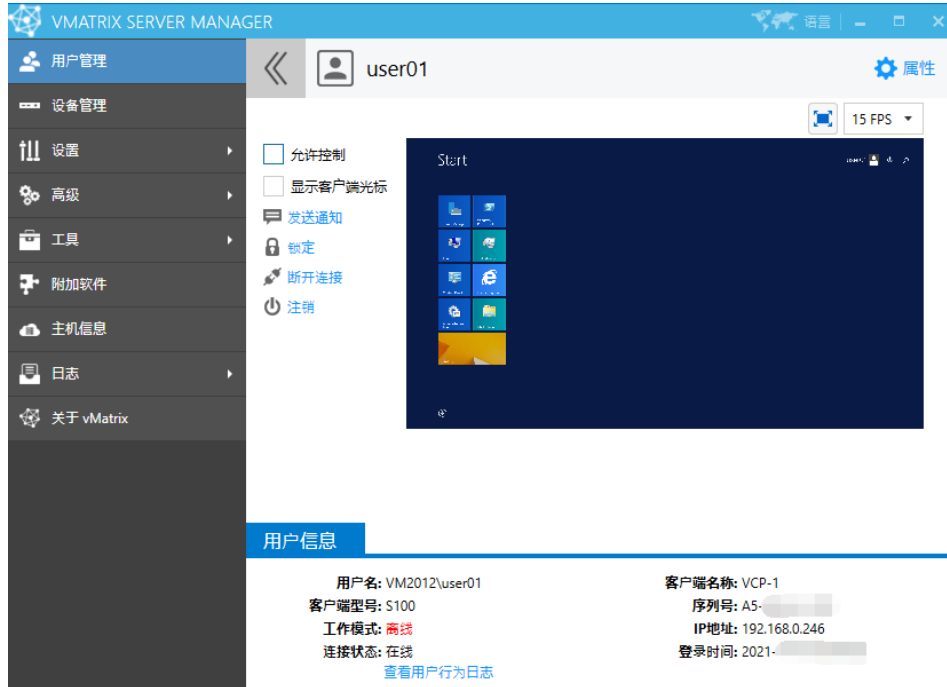 VMATRIX SERVER MANAGER 语言
用户管理
设备管理
设置
高级
工具
附加软件
主机信息
日志
关于 vMatrix
user01 属性
15 FPS
允许控制
显示客户端光标
发送通知
锁定
断开连接
注销
Start
用户信息
用户名: VM2012\user01
客户端型号: S100
工作模式: 离线
连接状态: 在线
查看用户行为日志
客户端名称: VCP-1
序列号: A5-
IP地址: 192.168.0.246
登录时间: 2021-